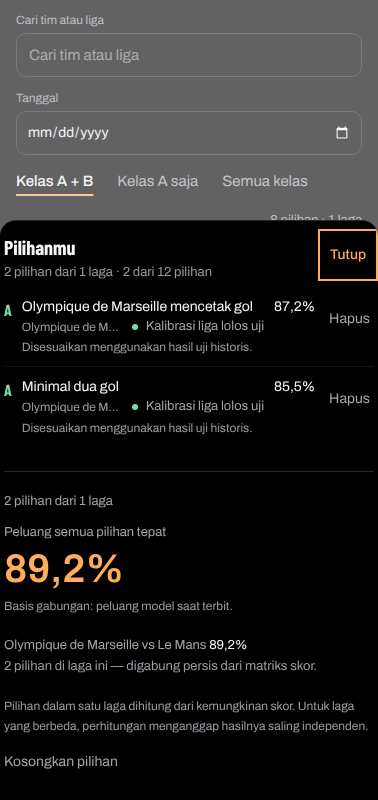 Cari tim atau liga
Cari tim atau liga
Tanggal
mm/dd/yyyy
Kelas A + B
Kelas A saja
Semua kelas
8 pilihan · 1 laga
Pilihanmu
2 pilihan dari 1 laga · 2 dari 12 pilihan
Tutup
A Olympique de Marseille mencetak gol 87,2%
Olympique de M... Kalibrasi liga lolos uji
Hapus
Disesuaikan menggunakan hasil uji historis.
A Minimal dua gol 85,5%
Olympique de M... Kalibrasi liga lolos uji
Hapus
Disesuaikan menggunakan hasil uji historis.
2 pilihan dari 1 laga
Peluang semua pilihan tepat
89,2%
Basis gabungan: peluang model saat terbit.
Olympique de Marseille vs Le Mans 89,2%
2 pilihan di laga ini — digabung persis dari matriks skor.
Pilihan dalam satu laga dihitung dari kemungkinan skor. Untuk laga
yang berbeda, perhitungan menganggap hasilnya saling independen.
Kosongkan pilihan